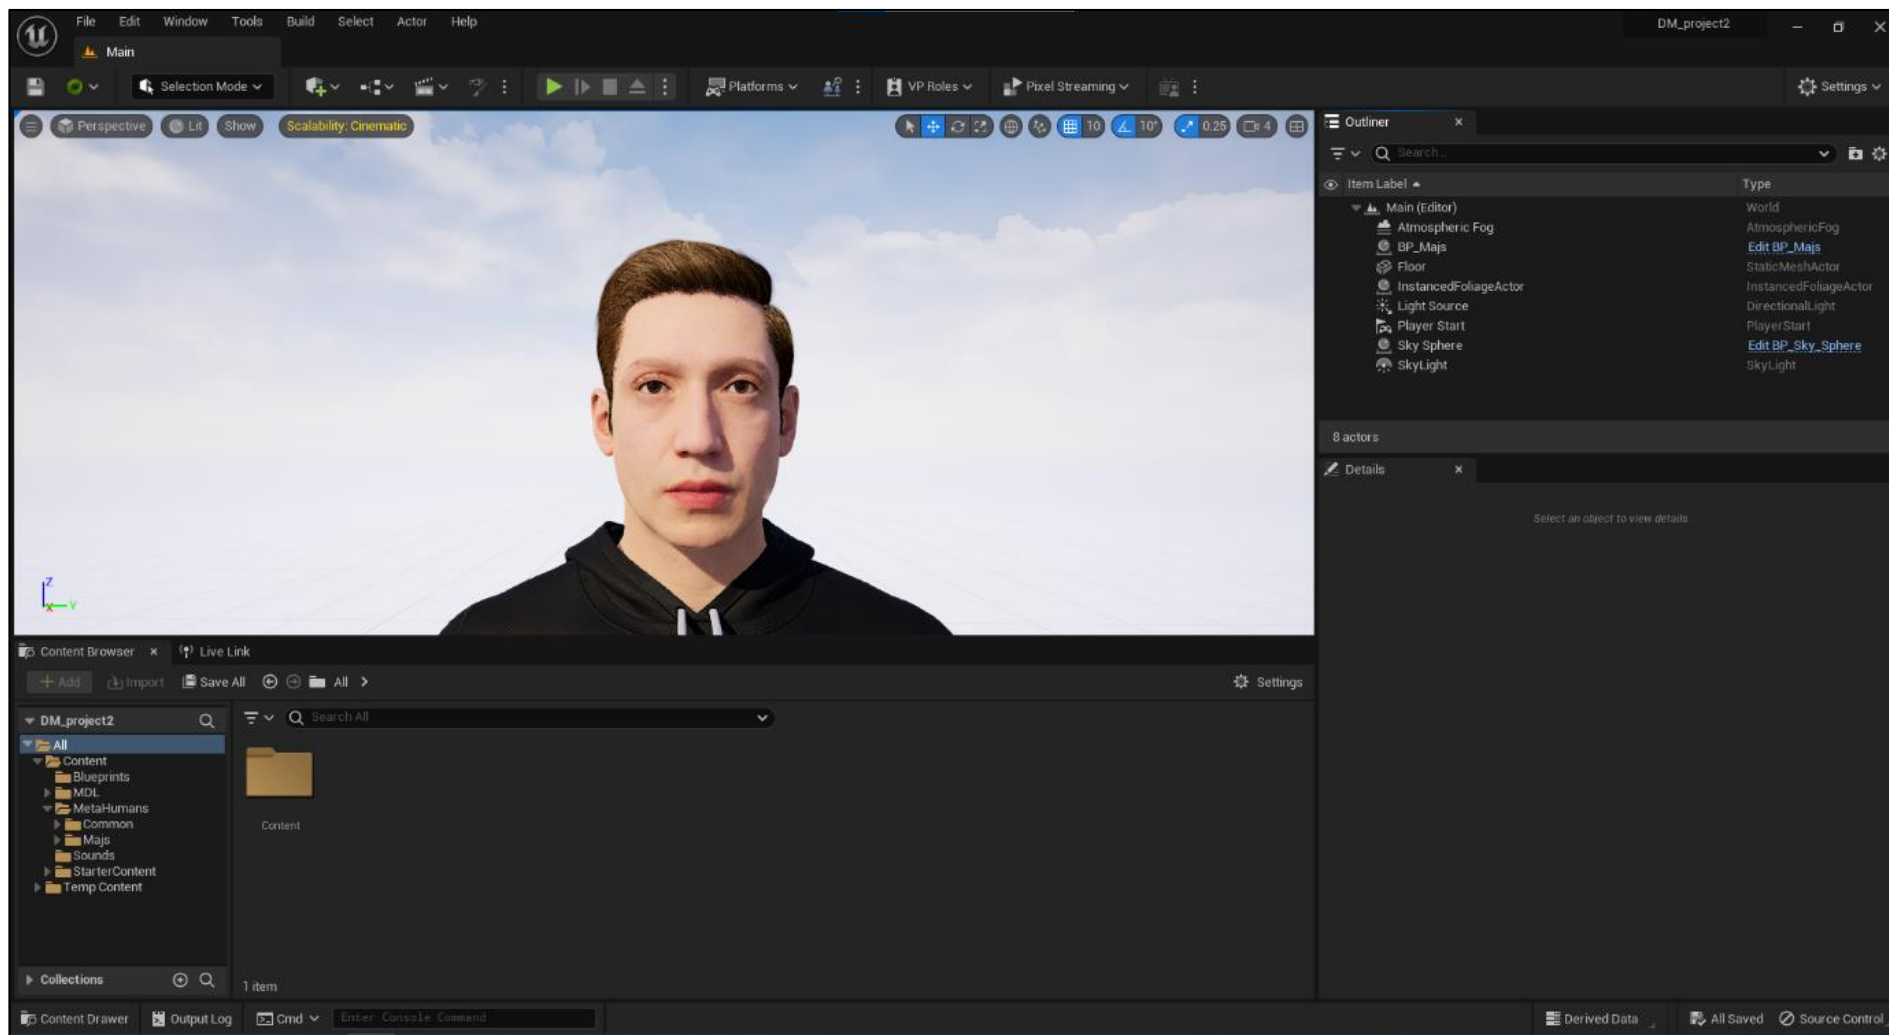 File Edit Window Tools Build Select Actor Help DM_project2
Main
Selection Mode Platforms VP Roles Pixel Streaming Settings
Perspective Lit Show Scalability: Cinematic 10 10° 0.25 4
Outliner
Search...
Item Label Type
Main (Editor) World
Atmospheric Fog AtmosphericFog
BP_Majs Edit BP_Majs
Floor StaticMeshActor
InstancedFoliageActor InstancedFoliageActor
Light Source DirectionalLight
Player Start PlayerStart
Sky Sphere Edit BP_Sky_Sphere
SkyLight SkyLight
8 actors
Details
Select an object to view details.
Z
X Y
Content Browser Live Link
Add Import Save All All Settings
DM_project2 Search All
All
Content
Blueprints
MDL
MetaHumans
Common
Majs
Sounds
StarterContent
Temp Content
Content
Collections
1 item
Content Drawer Output Log Cmd Enter Console Command Derived Data All Saved Source Control